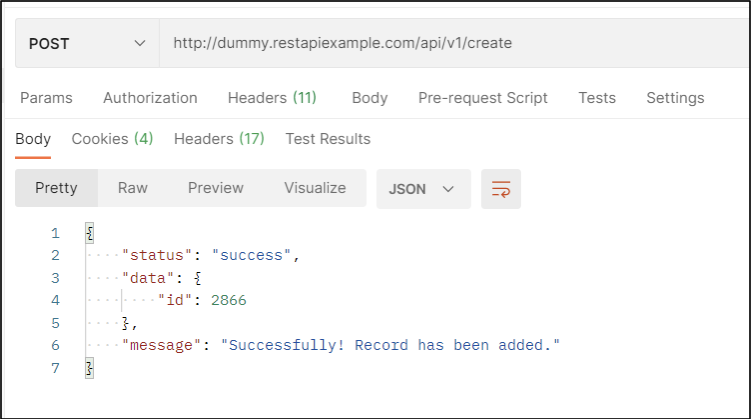 POST http://dummy.restapiexample.com/api/v1/create
Params Authorization Headers (11) Body Pre-request Script Tests Settings
Body Cookies (4) Headers (17) Test Results
Pretty Raw Preview Visualize JSON
1 {
2 "status": "success",
3 "data": {
4 "id": 2866
5 },
6 "message": "Successfully! Record has been added."
7 }